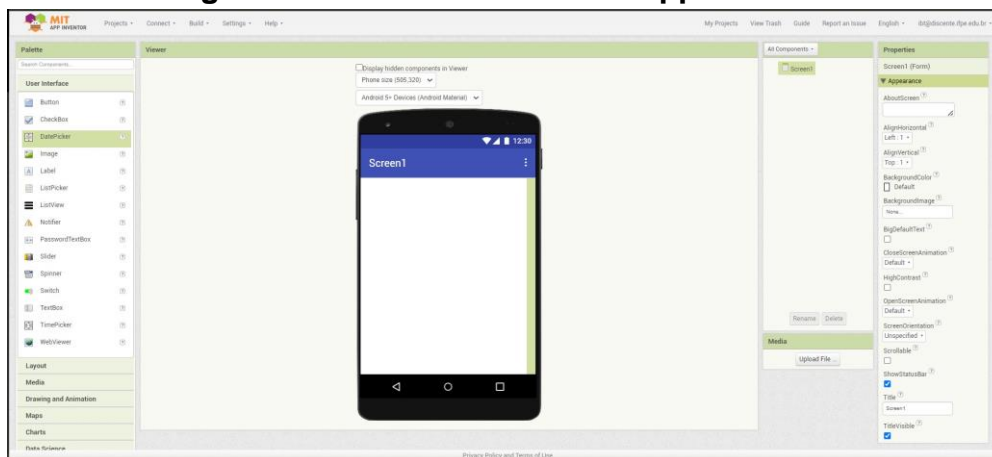 MIT
APP INVENTOR
Projects
Connect
Build
Settings
Help
My Projects
View Trash
Guide
Report an Issue
English
Palette
Search Components...
User Interface
Button
CheckBox
DatePicker
Image
Label
ListPicker
ListView
Notifier
PasswordTextBox
Slider
Spinner
Switch
TextBox
TimePicker
WebViewer
Layout
Media
Drawing and Animation
Maps
Charts
Data Science
Viewer
Display hidden components in Viewer
Phone size (505,320)
Android 5+ Devices (Android Material)
12:30
Screen1
All Components
Screen1
Rename Delete
Media
Upload File ...
Properties
Screen1 (Form)
Appearance
AboutScreen
AlignHorizontal
Left : 1
AlignVertical
Top : 1
BackgroundColor
Default
BackgroundImage
None...
BigDefaultText
CloseScreenAnimation
Default
HighContrast
OpenScreenAnimation
Default
ScreenOrientation
Unspecified
Scrollable
ShowStatusBar
Title
Screen1
TitleVisible
Privacy Policy and Terms of Use